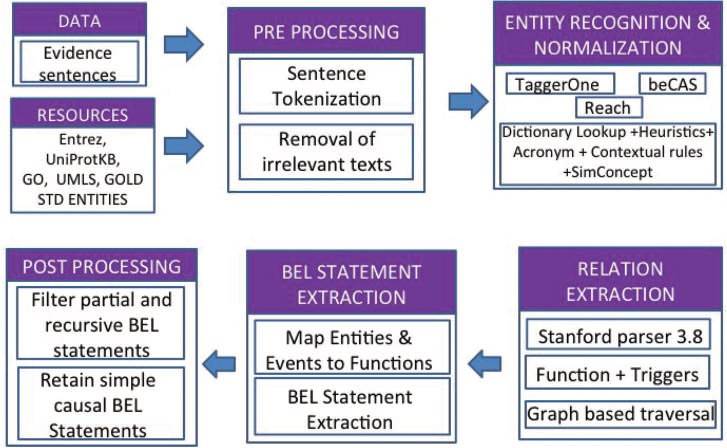 DATA
Evidence
sentences
RESOURCES
Entrez,
UniProtKB,
GO, UMLS, GOLD
STD ENTITIES
PRE PROCESSING
Sentence
Tokenization
Removal of
irrelevant texts
ENTITY RECOGNITION &
NORMALIZATION
TaggerOne
beCAS
Reach
Dictionary Lookup +Heuristics+
Acronym + Contextual rules
+SimConcept
POST PROCESSING
Filter partial and
recursive BEL
statements
Retain simple
causal BEL
Statements
BEL STATEMENT
EXTRACTION
Map Entities &
Events to Functions
BEL Statement
Extraction
RELATION
EXTRACTION
Stanford parser 3.8
Function + Triggers
Graph based traversal